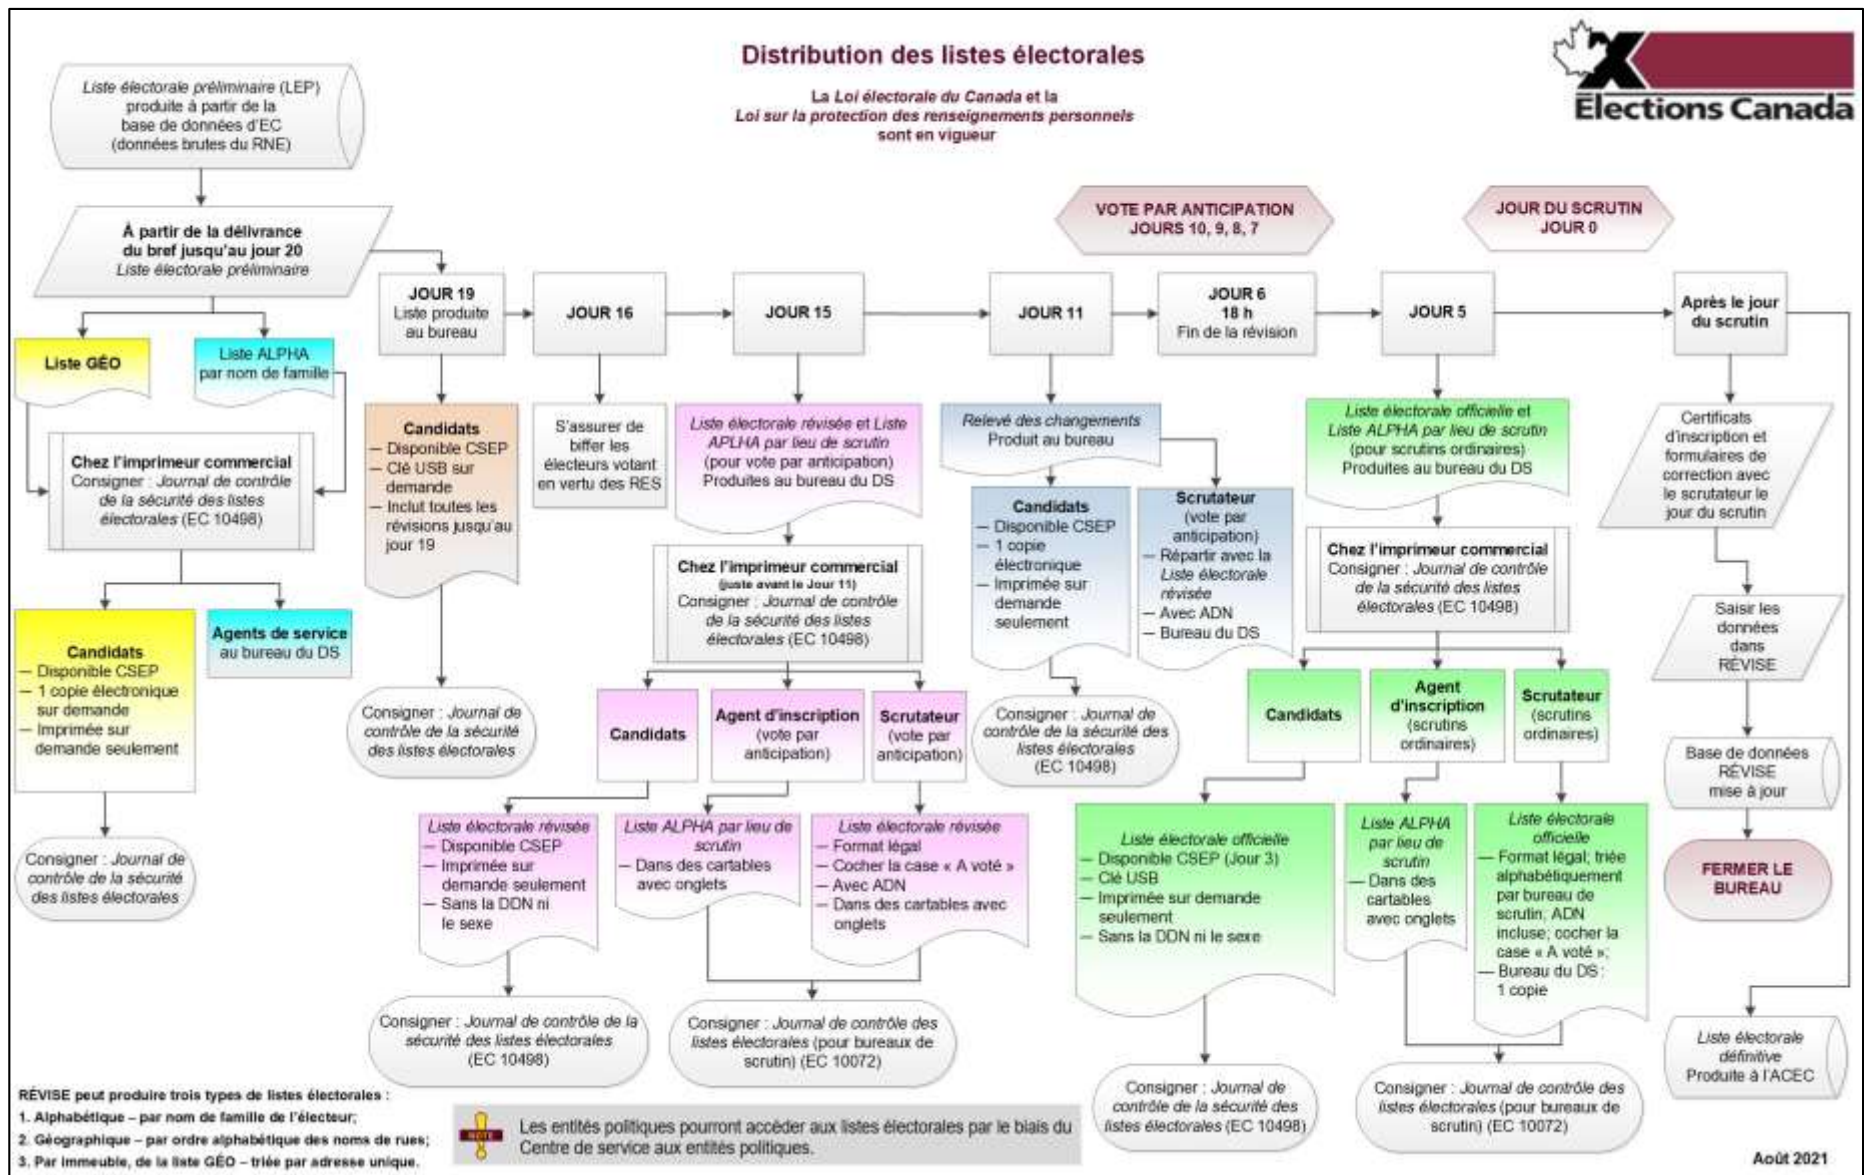 Distribution des listes électorales
La Loi électorale du Canada et la
Loi sur la protection des renseignements personnels
sont en vigueur
Élections Canada
Liste électorale préliminaire (LEP)
produite à partir de la
base de données d'EC
(données brutes du RNE)
À partir de la délivrance
du bref jusqu'au jour 20
Liste électorale préliminaire
VOTE PAR ANTICIPATION
JOURS 10, 9, 8, 7
JOUR DU SCRUTIN
JOUR 0
JOUR 19
Liste produite
au bureau
JOUR 16
JOUR 15
JOUR 11
JOUR 6
18 h
Fin de la révision
JOUR 5
Après le jour
du scrutin
Liste GÉO
Liste ALPHA
par nom de famille
Chez l'imprimeur commercial
Consigner : Journal de contrôle
de la sécurité des listes
électorales (EC 10498)
Candidats
— Disponible CSEP
— 1 copie électronique
sur demande
— Imprimée sur
demande seulement
Agents de service
au bureau du DS
Consigner : Journal de
contrôle de la sécurité
des listes électorales
Candidats
— Disponible CSEP
— Clé USB sur
demande
— Inclut toutes les
révisions jusqu'au
jour 19
Consigner : Journal de
contrôle de la sécurité
des listes électorales
S'assurer de
biffer les
électeurs votant
en vertu des RES
Liste électorale révisée et Liste
APLHA par lieu de scrutin
(pour vote par anticipation)
Produites au bureau du DS
Chez l'imprimeur commercial
(juste avant le Jour 11)
Consigner : Journal de contrôle
de la sécurité des listes
électorales (EC 10498)
Candidats
Agent d'inscription
(vote par
anticipation)
Scrutateur
(vote par
anticipation)
Liste électorale révisée
— Disponible CSEP
— Imprimée sur
demande seulement
— Sans la DDN ni
le sexe
Liste ALPHA par lieu de
scrutin
— Dans des cartables
avec onglets
Liste électorale révisée
— Format légal
— Cocher la case « A voté »
— Avec ADN
— Dans des cartables avec
onglets
Consigner : Journal de contrôle de la
sécurité des listes électorales
(EC 10498)
Consigner : Journal de contrôle des
listes électorales (pour bureaux de
scrutin) (EC 10072)
Relevé des changements
Produit au bureau
Candidats
— Disponible CSEP
— 1 copie
électronique
— Imprimée sur
demande
seulement
Scrutateur
(vote par
anticipation)
— Répartir avec la
Liste électorale
révisée
— Avec ADN
— Bureau du DS
Consigner : Journal de
contrôle de la sécurité des
listes électorales
(EC 10498)
Liste électorale officielle et
Liste ALPHA par lieu de scrutin
(pour scrutins ordinaires)
Produites au bureau du DS
Chez l'imprimeur commercial
Consigner : Journal de contrôle
de la sécurité des listes
électorales (EC 10498)
Candidats
Agent
d'inscription
(scrutins
ordinaires)
Scrutateur
(scrutins
ordinaires)
Liste électorale officielle
— Disponible CSEP (Jour 3)
— Clé USB
— Imprimée sur demande
seulement
— Sans la DDN ni le sexe
Liste ALPHA
par lieu de
scrutin
— Dans des
cartables
avec onglets
Liste électorale
officielle
— Format légal; triée
alphabétiquement
par bureau de
scrutin; ADN
incluse; cocher la
case « A voté »;
— Bureau du DS :
1 copie
Consigner : Journal de
contrôle de la sécurité des
listes électorales (EC 10498)
Consigner : Journal de contrôle des
listes électorales (pour bureaux de
scrutin) (EC 10072)
Certificats
d'inscription et
formulaires de
correction avec
le scrutateur le
jour du scrutin
Saisir les
données
dans
RÉVISE
Base de données
RÉVISE
mise à jour
FERMER LE
BUREAU
Liste électorale
définitive
Produite à l'ACEC
RÉVISE peut produire trois types de listes électorales :
1. Alphabétique – par nom de famille de l'électeur;
2. Géographique – par ordre alphabétique des noms de rues;
3. Par immeuble, de la liste GÉO – triée par adresse unique.
NOTE
Les entités politiques pourront accéder aux listes électorales par le biais du
Centre de service aux entités politiques.
Août 2021